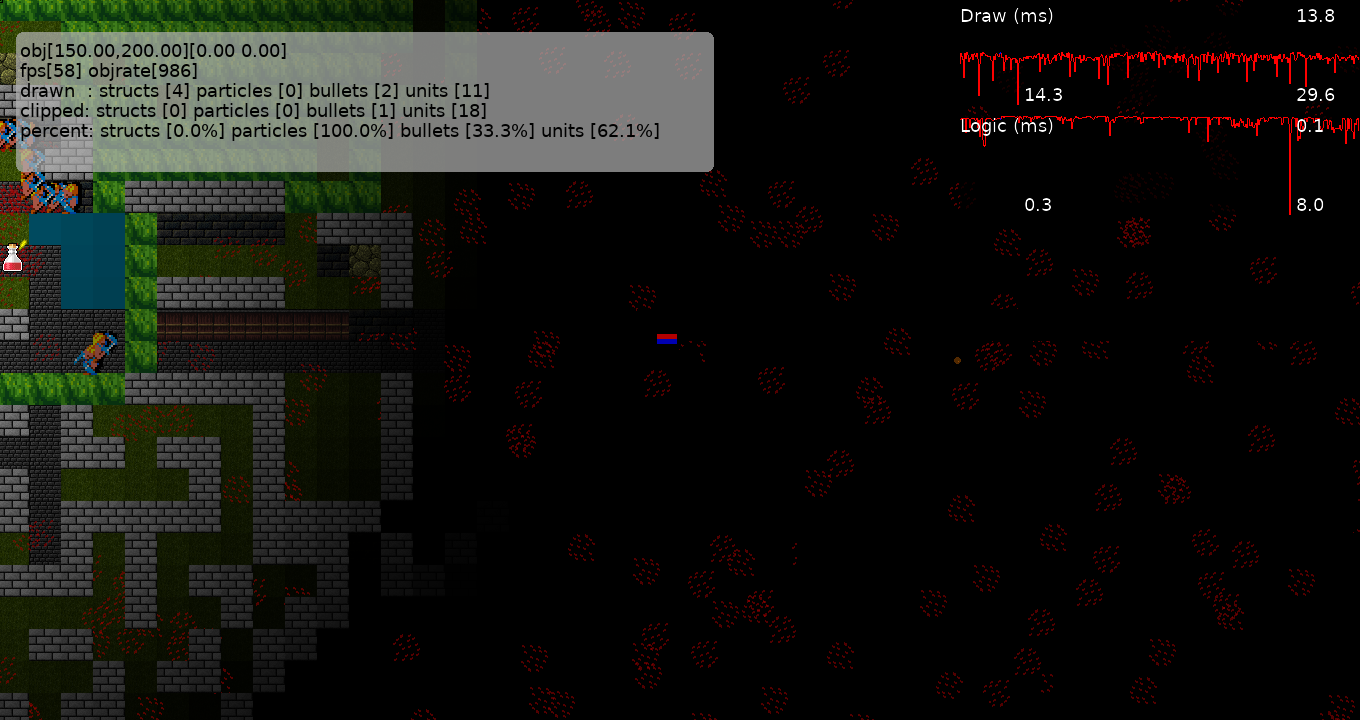 obj[150.00,200.00][0.00 0.00]
fps[58] objrate[986]
drawn  : structs [4] particles [0] bullets [2] units [11]
clipped: structs [0] particles [0] bullets [1] units [18]
percent: structs [0.0%] particles [100.0%] bullets [33.3%] units [62.1%]
Draw (ms) 13.8
14.3 29.6
Logic (ms) 0.1
0.3 8.0